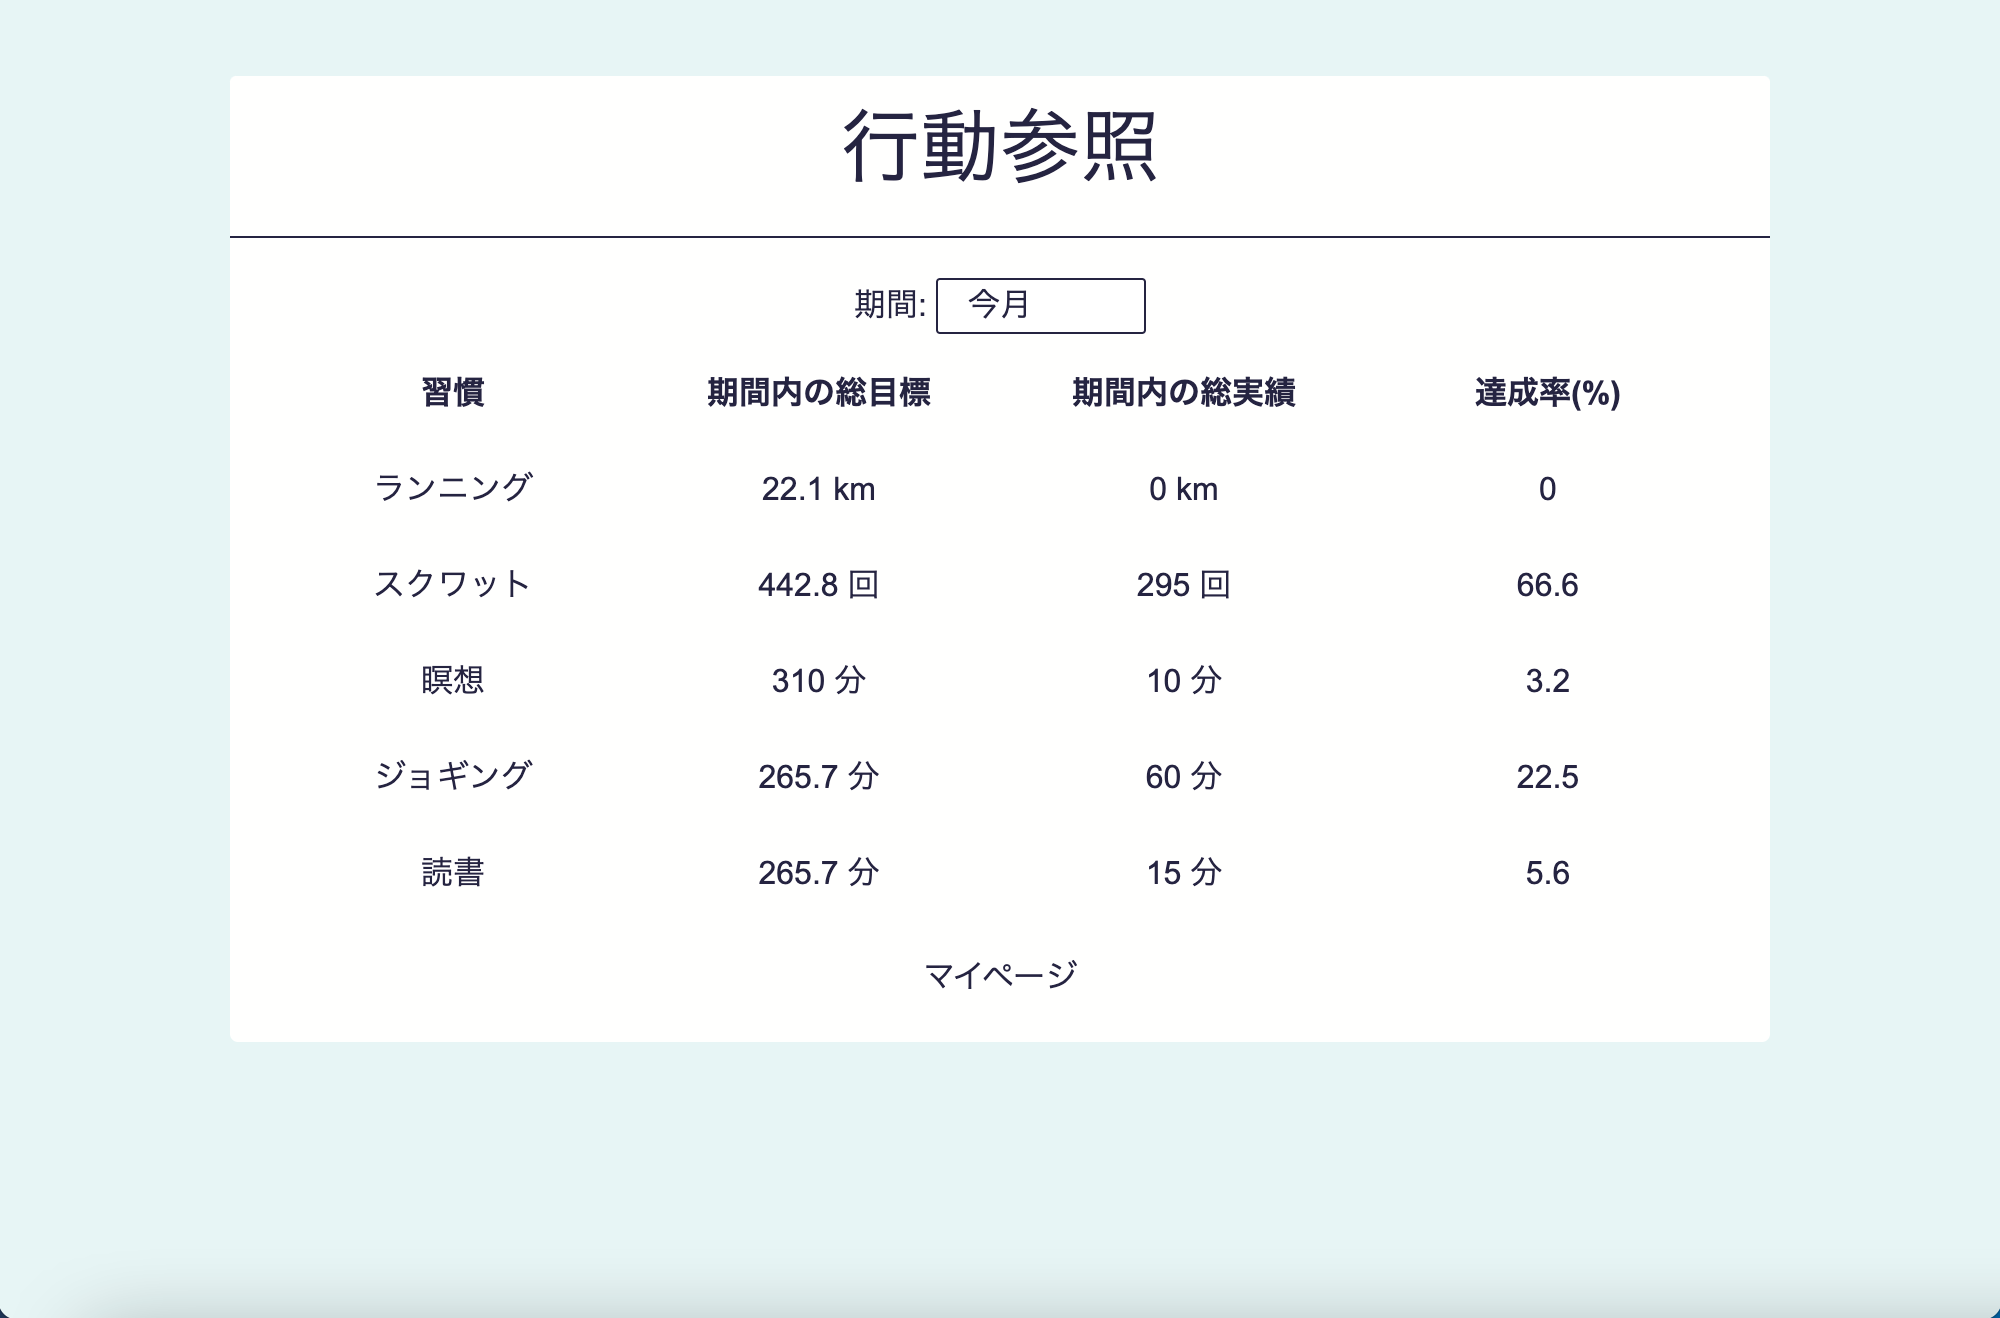 行動参照
期間: 今月
習慣 期間内の総目標 期間内の総実績 達成率(%)
ランニング 22.1 km 0 km 0
スクワット 442.8 回 295 回 66.6
瞑想 310 分 10 分 3.2
ジョギング 265.7 分 60 分 22.5
読書 265.7 分 15 分 5.6
マイページ